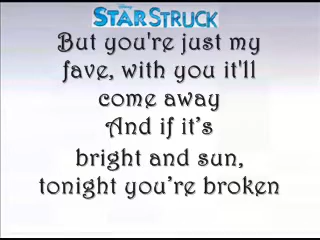 STARSTRUCK
But you're just my
fave, with you it'll
come away
And if it's
bright and sun,
tonight you're broken